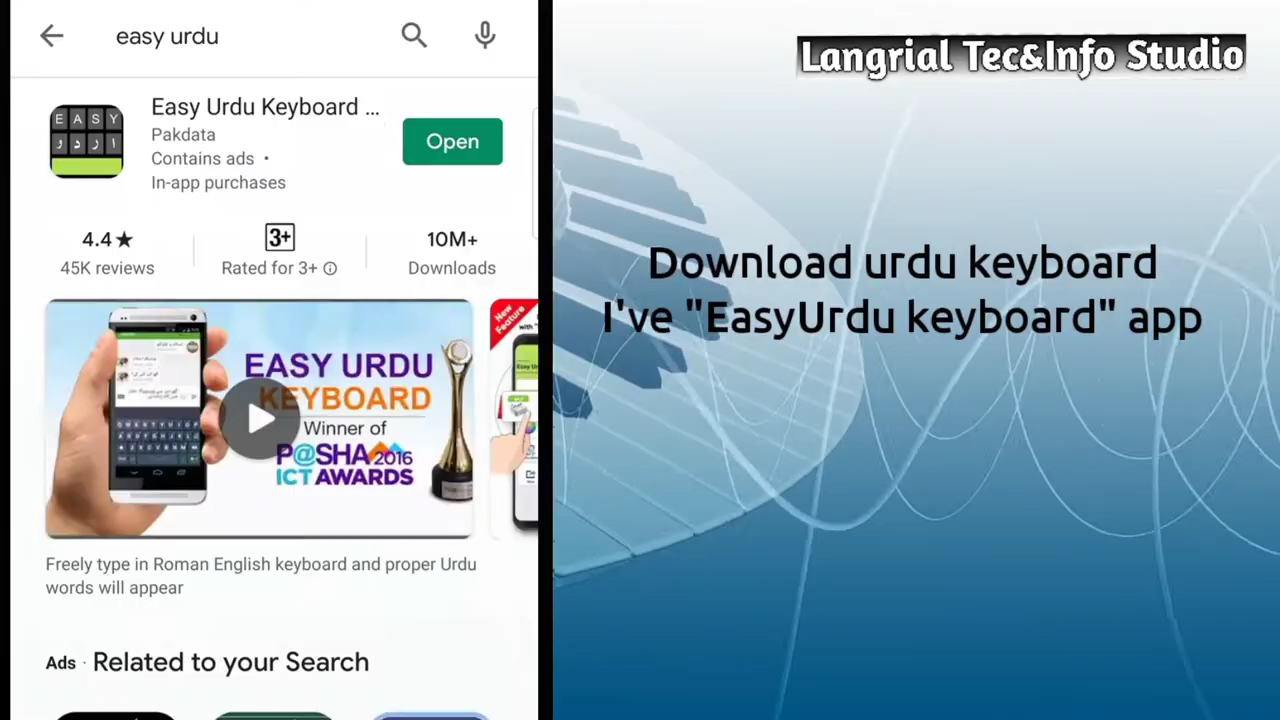 easy urdu
E A S Y
ا ر د ر
Easy Urdu Keyboard ...
Pakdata
Contains ads •
In-app purchases
Open
4.4★
45K reviews
3+
Rated for 3+
10M+
Downloads
EASY URDU
KEYBOARD
Winner of
P@SHA 2016
ICT AWARDS
New
Feature
with "
Freely type in Roman English keyboard and proper Urdu
words will appear
Ads · Related to your Search
Langrial Tec&Info Studio
Download urdu keyboard
I've "EasyUrdu keyboard" app